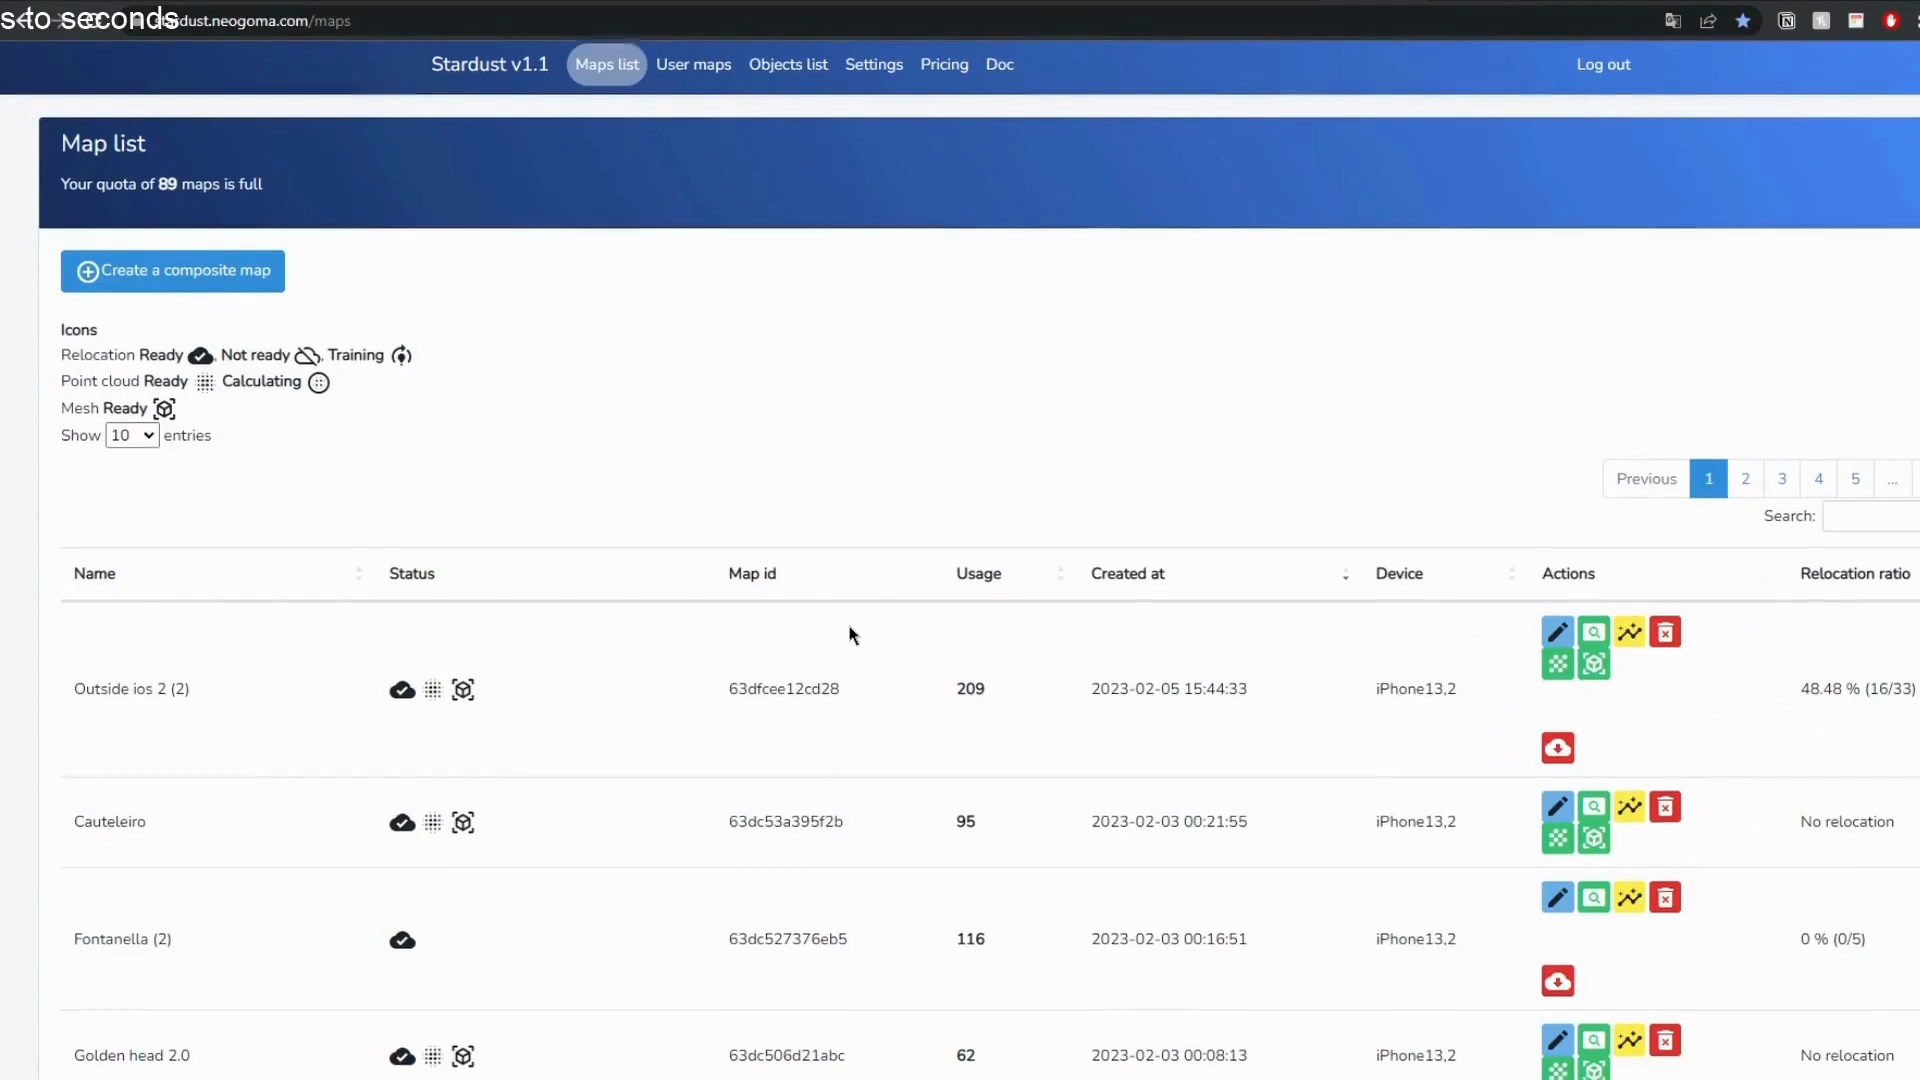 s to seconds
stardust.neogoma.com/maps
Stardust v1.1 Maps list User maps Objects list Settings Pricing Doc Log out
Map list
Your quota of 89 maps is full
Create a composite map
Icons
Relocation Ready , Not ready , Training
Point cloud Ready Calculating
Mesh Ready
Show 10 entries
Previous 1 2 3 4 5 ...
Search:
Name Status Map id Usage Created at Device Actions Relocation ratio
Outside ios 2 (2) 63dfcee12cd28 209 2023-02-05 15:44:33 iPhone13,2 48.48 % (16/33)
Cauteleiro 63dc53a395f2b 95 2023-02-03 00:21:55 iPhone13,2 No relocation
Fontanella (2) 63dc527376eb5 116 2023-02-03 00:16:51 iPhone13,2 0 % (0/5)
Golden head 2.0 63dc506d21abc 62 2023-02-03 00:08:13 iPhone13,2 No relocation